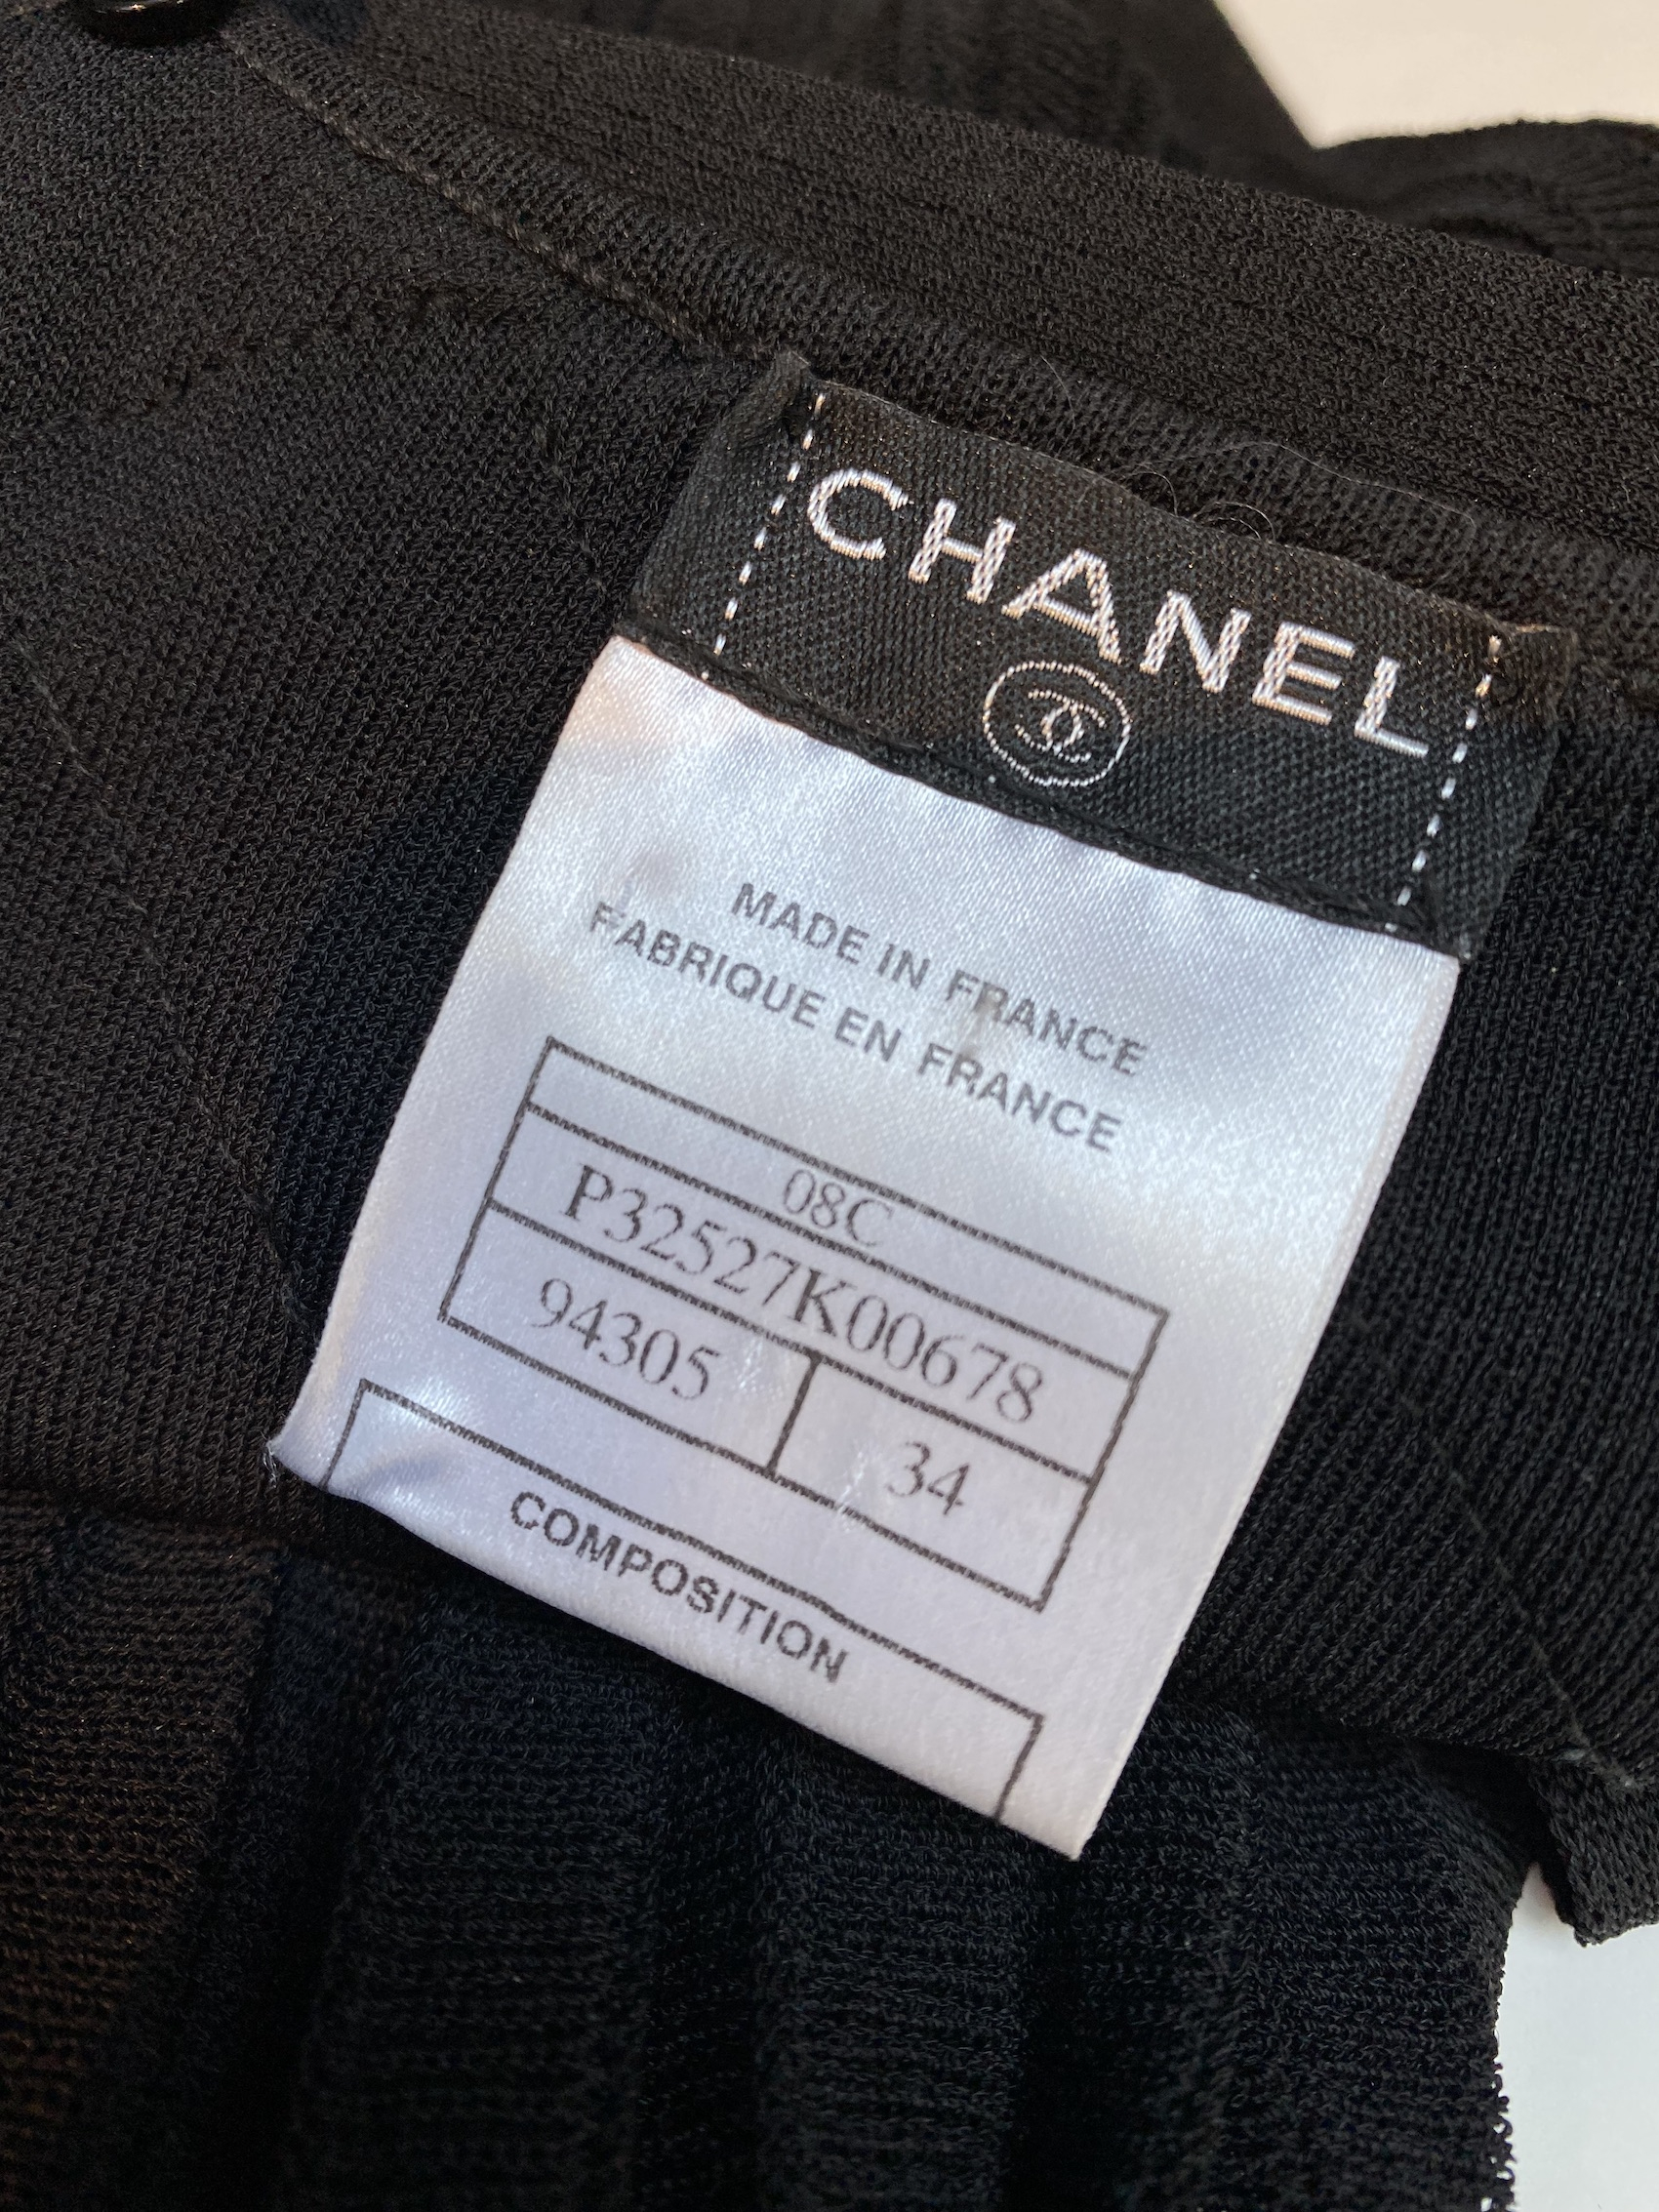 CHANEL
MADE IN FRANCE
FABRIQUE EN FRANCE
08C
P32527K00678
94305 34
COMPOSITION